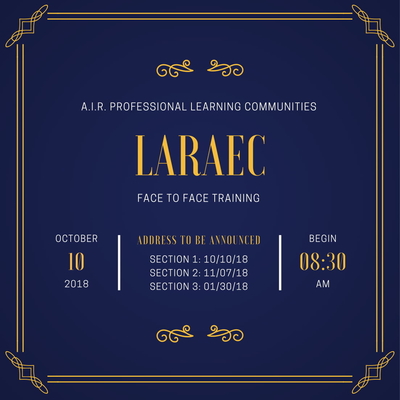 A.I.R. PROFESSIONAL LEARNING COMMUNITIES
LARAEC
FACE TO FACE TRAINING
OCTOBER
10
2018
ADDRESS TO BE ANNOUNCED
SECTION 1: 10/10/18
SECTION 2: 11/07/18
SECTION 3: 01/30/18
BEGIN
08:30
AM